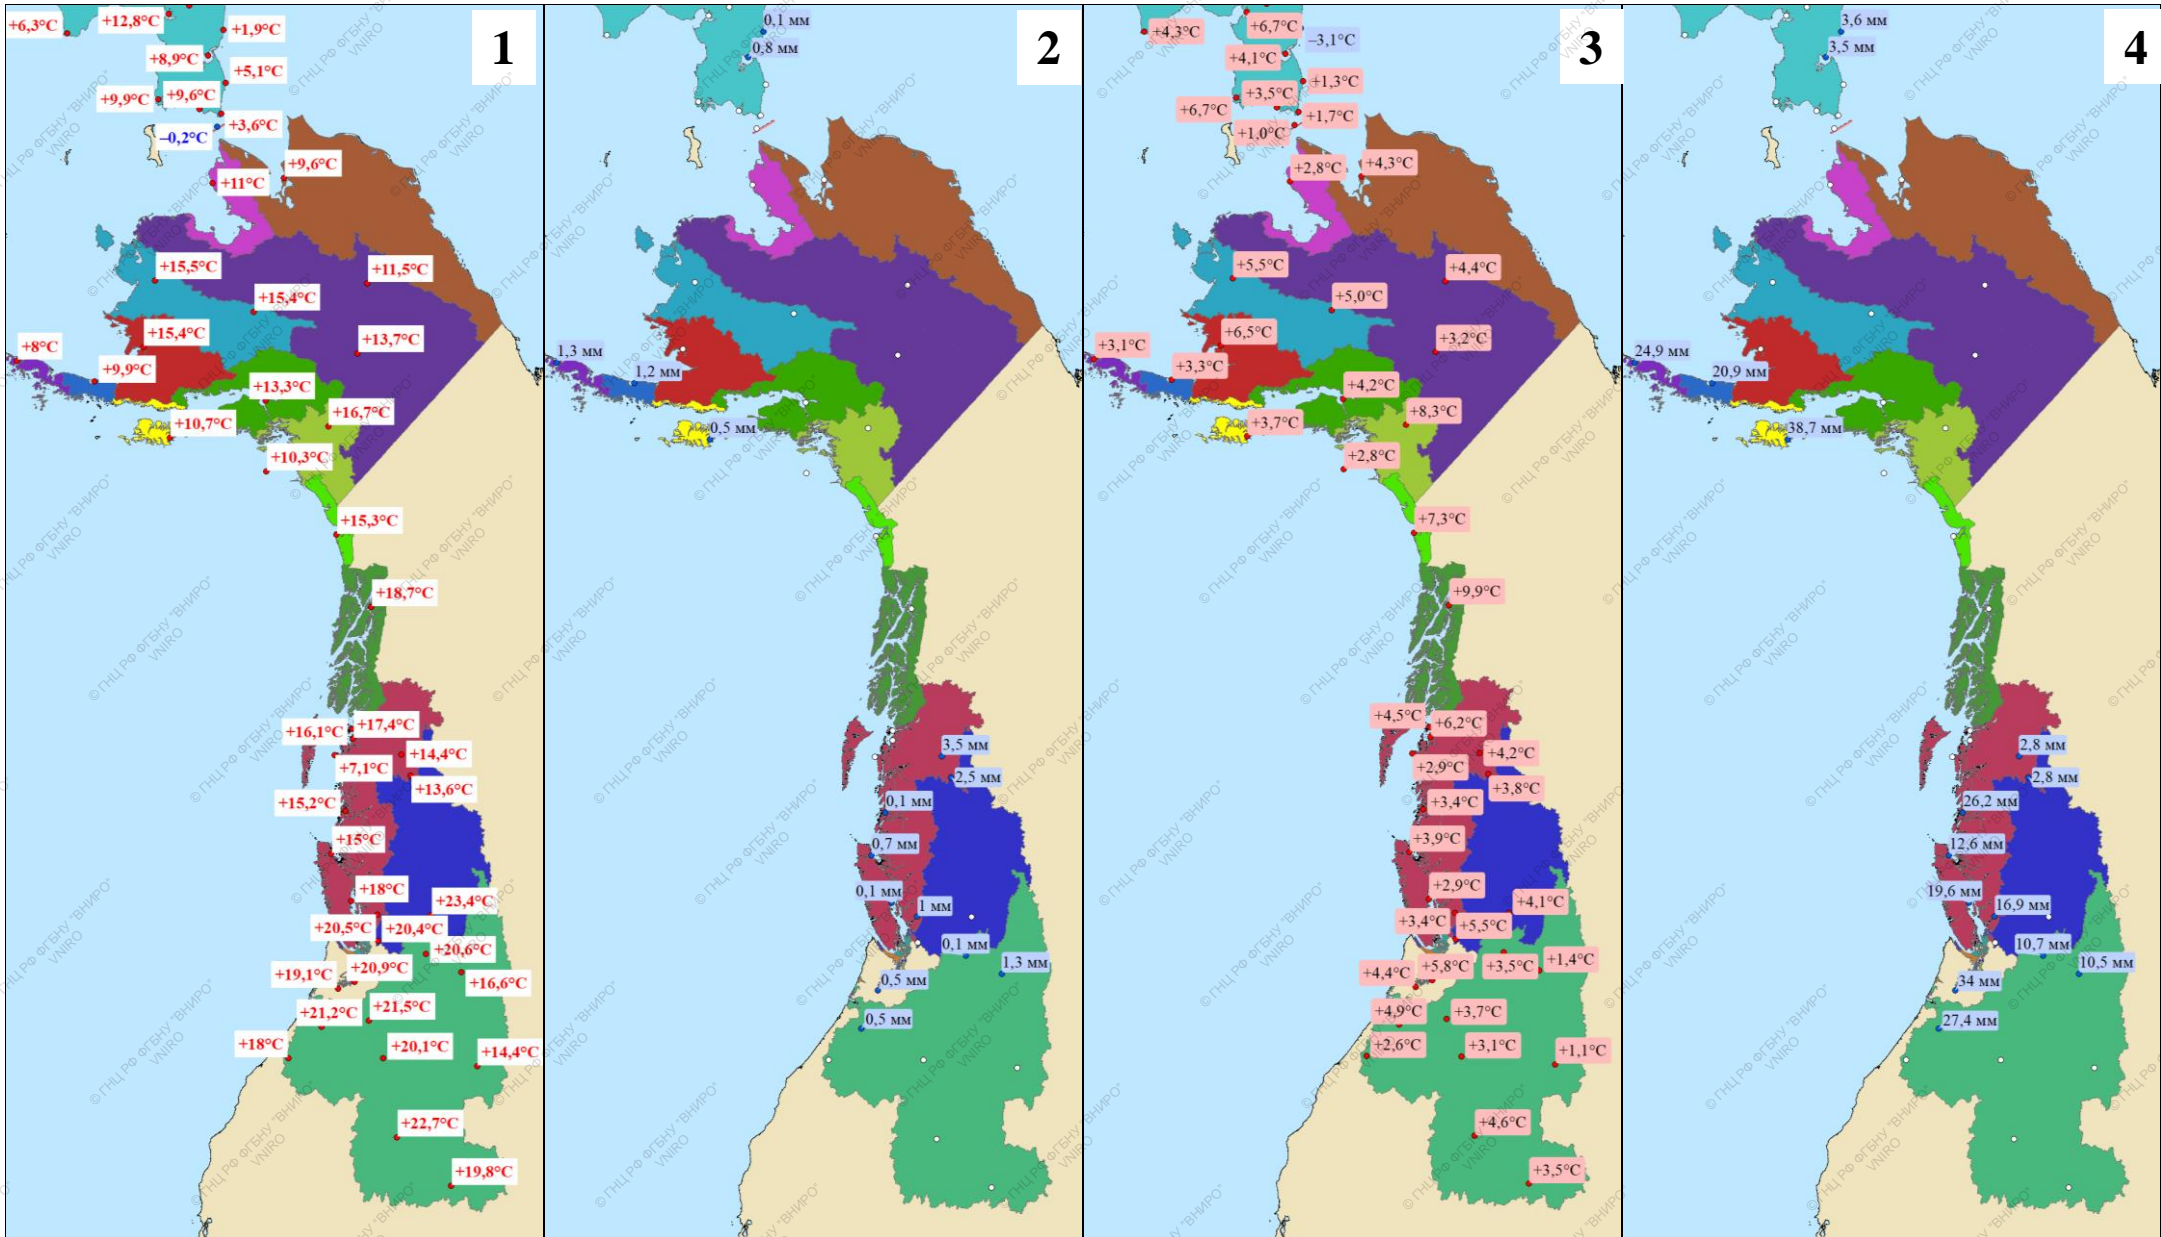 1
+6,3°C
+12,8°C
+1,9°C
+8,9°C
+5,1°C
+9,9°C
+9,6°C
+3,6°C
–0,2°C
+9,6°C
+11°C
+15,5°C
+11,5°C
+15,4°C
+15,4°C
+13,7°C
+8°C
+9,9°C
+13,3°C
+16,7°C
+10,7°C
+10,3°C
+15,3°C
+18,7°C
+17,4°C
+16,1°C
+14,4°C
+7,1°C
+13,6°C
+15,2°C
+15°C
+18°C
+23,4°C
+20,5°C
+20,4°C
+20,6°C
+20,9°C
+19,1°C
+16,6°C
+21,5°C
+21,2°C
+18°C
+20,1°C
+14,4°C
+22,7°C
+19,8°C
2
0,1 мм
0,8 мм
1,3 мм
1,2 мм
0,5 мм
3,5 мм
2,5 мм
0,1 мм
0,7 мм
0,1 мм
1 мм
0,1 мм
1,3 мм
0,5 мм
0,5 мм
3
+4,3°C
+6,7°C
–3,1°C
+4,1°C
+1,3°C
+3,5°C
+6,7°C
+1,7°C
+1,0°C
+2,8°C
+4,3°C
+5,5°C
+4,4°C
+5,0°C
+6,5°C
+3,2°C
+3,1°C
+3,3°C
+4,2°C
+8,3°C
+3,7°C
+2,8°C
+7,3°C
+9,9°C
+4,5°C
+6,2°C
+4,2°C
+2,9°C
+3,8°C
+3,4°C
+3,9°C
+2,9°C
+4,1°C
+3,4°C
+5,5°C
+5,8°C
+3,5°C
+1,4°C
+4,4°C
+4,9°C
+3,7°C
+2,6°C
+3,1°C
+1,1°C
+4,6°C
+3,5°C
4
3,6 мм
3,5 мм
24,9 мм
20,9 мм
38,7 мм
2,8 мм
2,8 мм
26,2 мм
12,6 мм
19,6 мм
16,9 мм
10,7 мм
10,5 мм
34 мм
27,4 мм
© ГНЦ РФ ФГБНУ "ВНИРО"
VNIRO